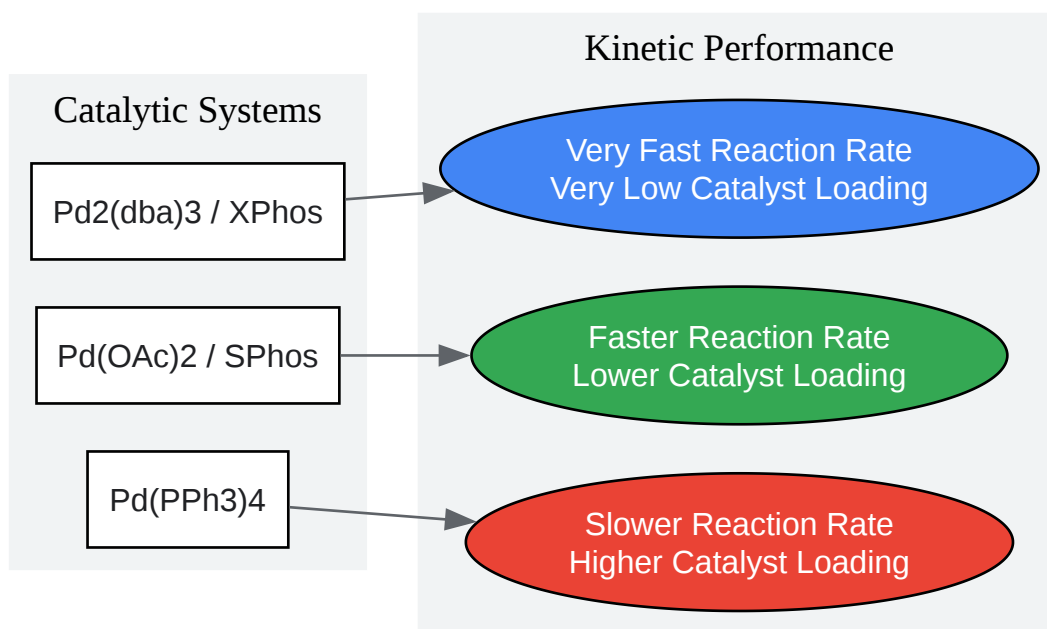 Catalytic Systems
Pd2(dba)3 / XPhos
Pd(OAc)2 / SPhos
Pd(PPh3)4
Kinetic Performance
Very Fast Reaction Rate
Very Low Catalyst Loading
Faster Reaction Rate
Lower Catalyst Loading
Slower Reaction Rate
Higher Catalyst Loading